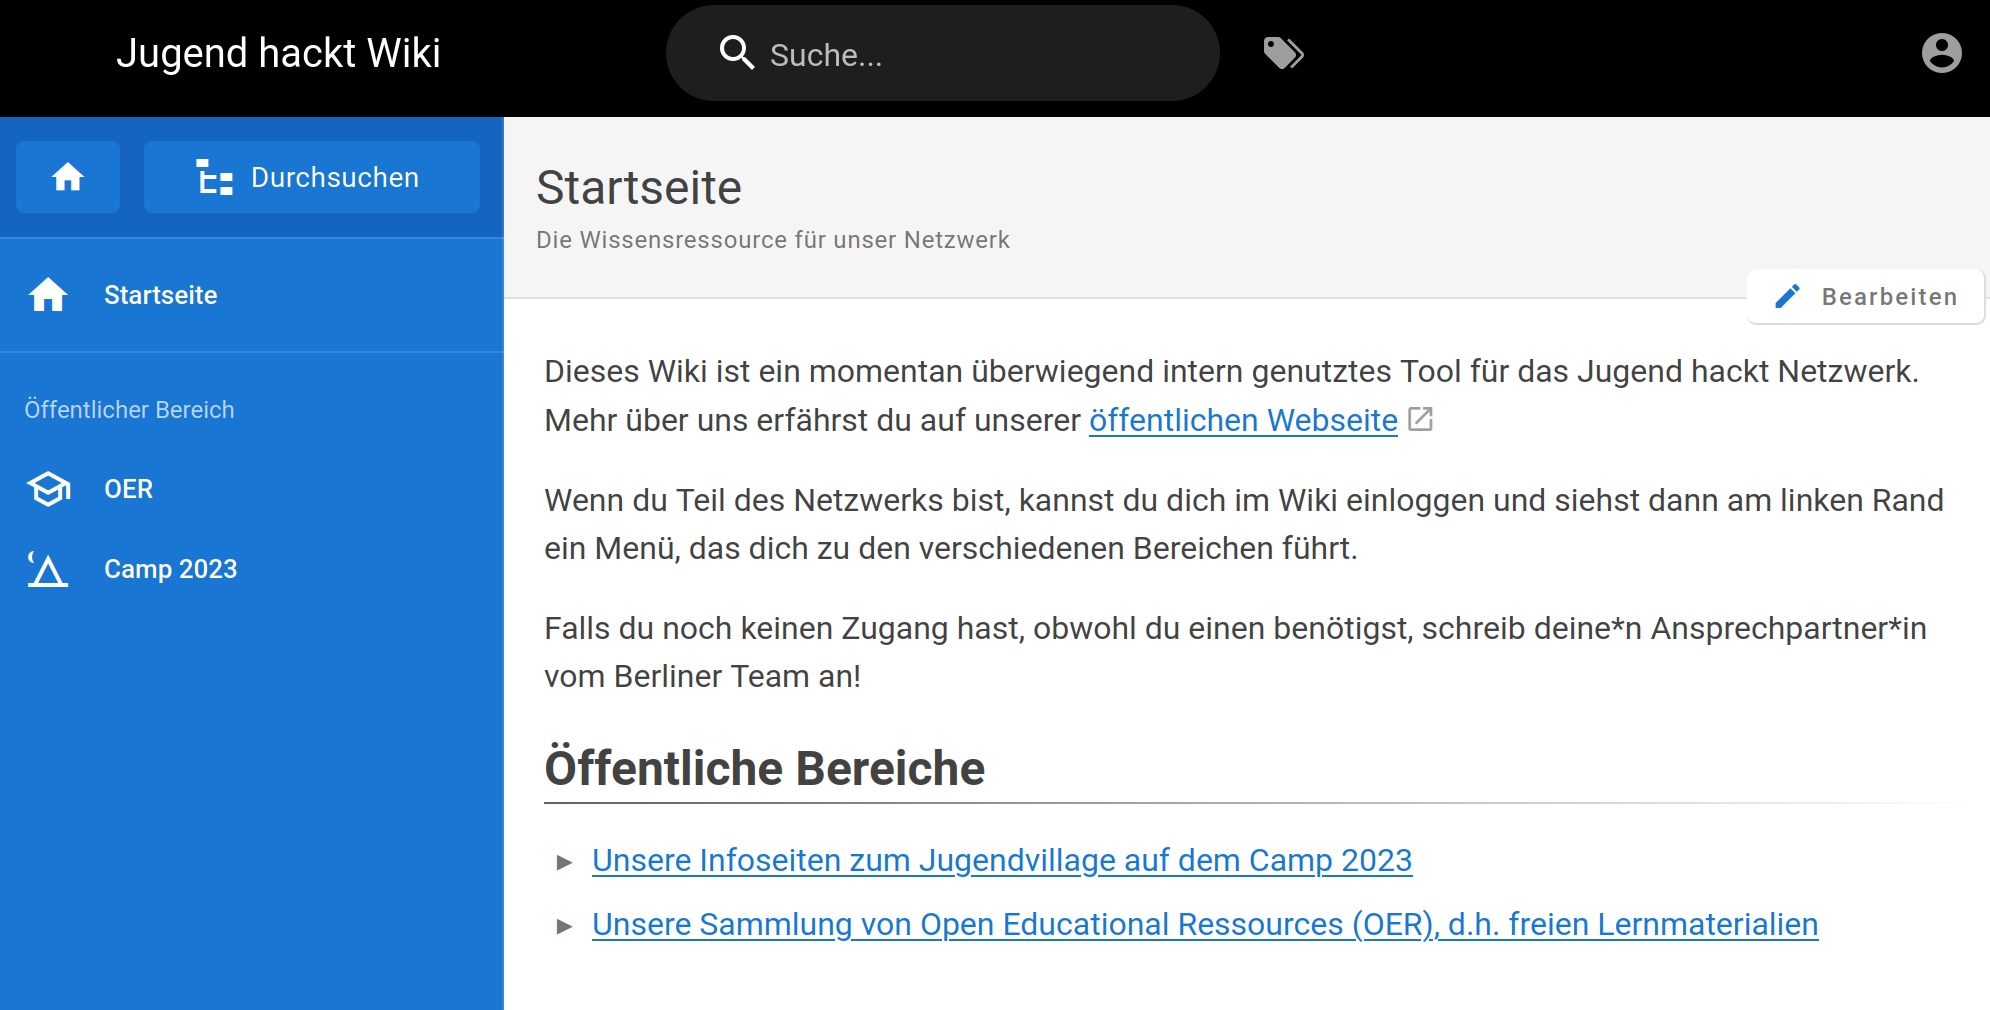 Jugend hackt Wiki
Suche...
Durchsuchen
Startseite
Öffentlicher Bereich
OER
Camp 2023
Startseite
Die Wissensressource für unser Netzwerk
Bearbeiten
Dieses Wiki ist ein momentan überwiegend intern genutztes Tool für das Jugend hackt Netzwerk.
Mehr über uns erfährst du auf unserer öffentlichen Webseite
Wenn du Teil des Netzwerks bist, kannst du dich im Wiki einloggen und siehst dann am linken Rand
ein Menü, das dich zu den verschiedenen Bereichen führt.
Falls du noch keinen Zugang hast, obwohl du einen benötigst, schreib deine*n Ansprechpartner*in
vom Berliner Team an!
Öffentliche Bereiche
Unsere Infoseiten zum Jugendvillage auf dem Camp 2023
Unsere Sammlung von Open Educational Ressources (OER), d.h. freien Lernmaterialien